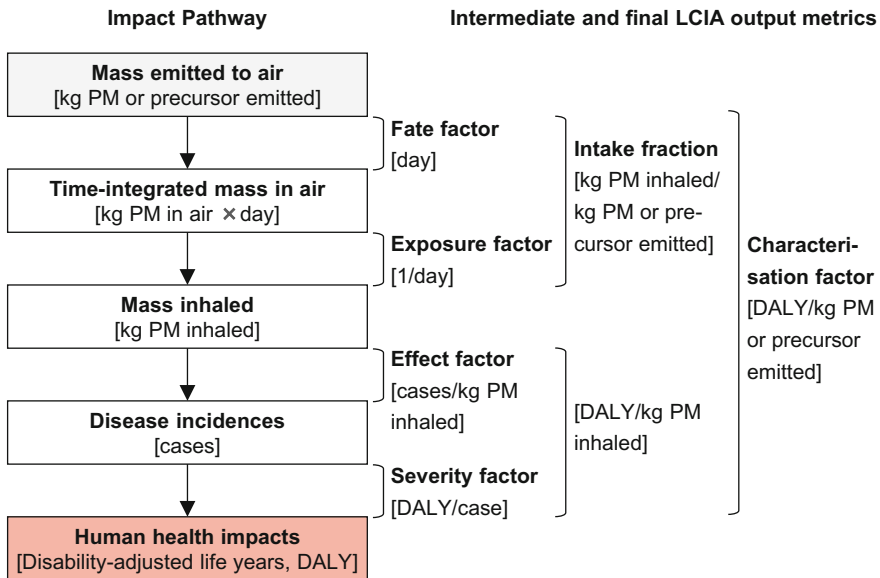 Impact Pathway
Intermediate and final LCIA output metrics
Mass emitted to air
[kg PM or precursor emitted]
Fate factor
[day]
Time-integrated mass in air
[kg PM in air × day]
Exposure factor
[1/day]
Mass inhaled
[kg PM inhaled]
Effect factor
[cases/kg PM
inhaled]
Disease incidences
[cases]
Severity factor
[DALY/case]
Human health impacts
[Disability-adjusted life years, DALY]
Intake fraction
[kg PM inhaled/
kg PM or pre-
cursor emitted]
[DALY/kg PM
inhaled]
Characteri-
sation factor
[DALY/kg PM
or precursor
emitted]